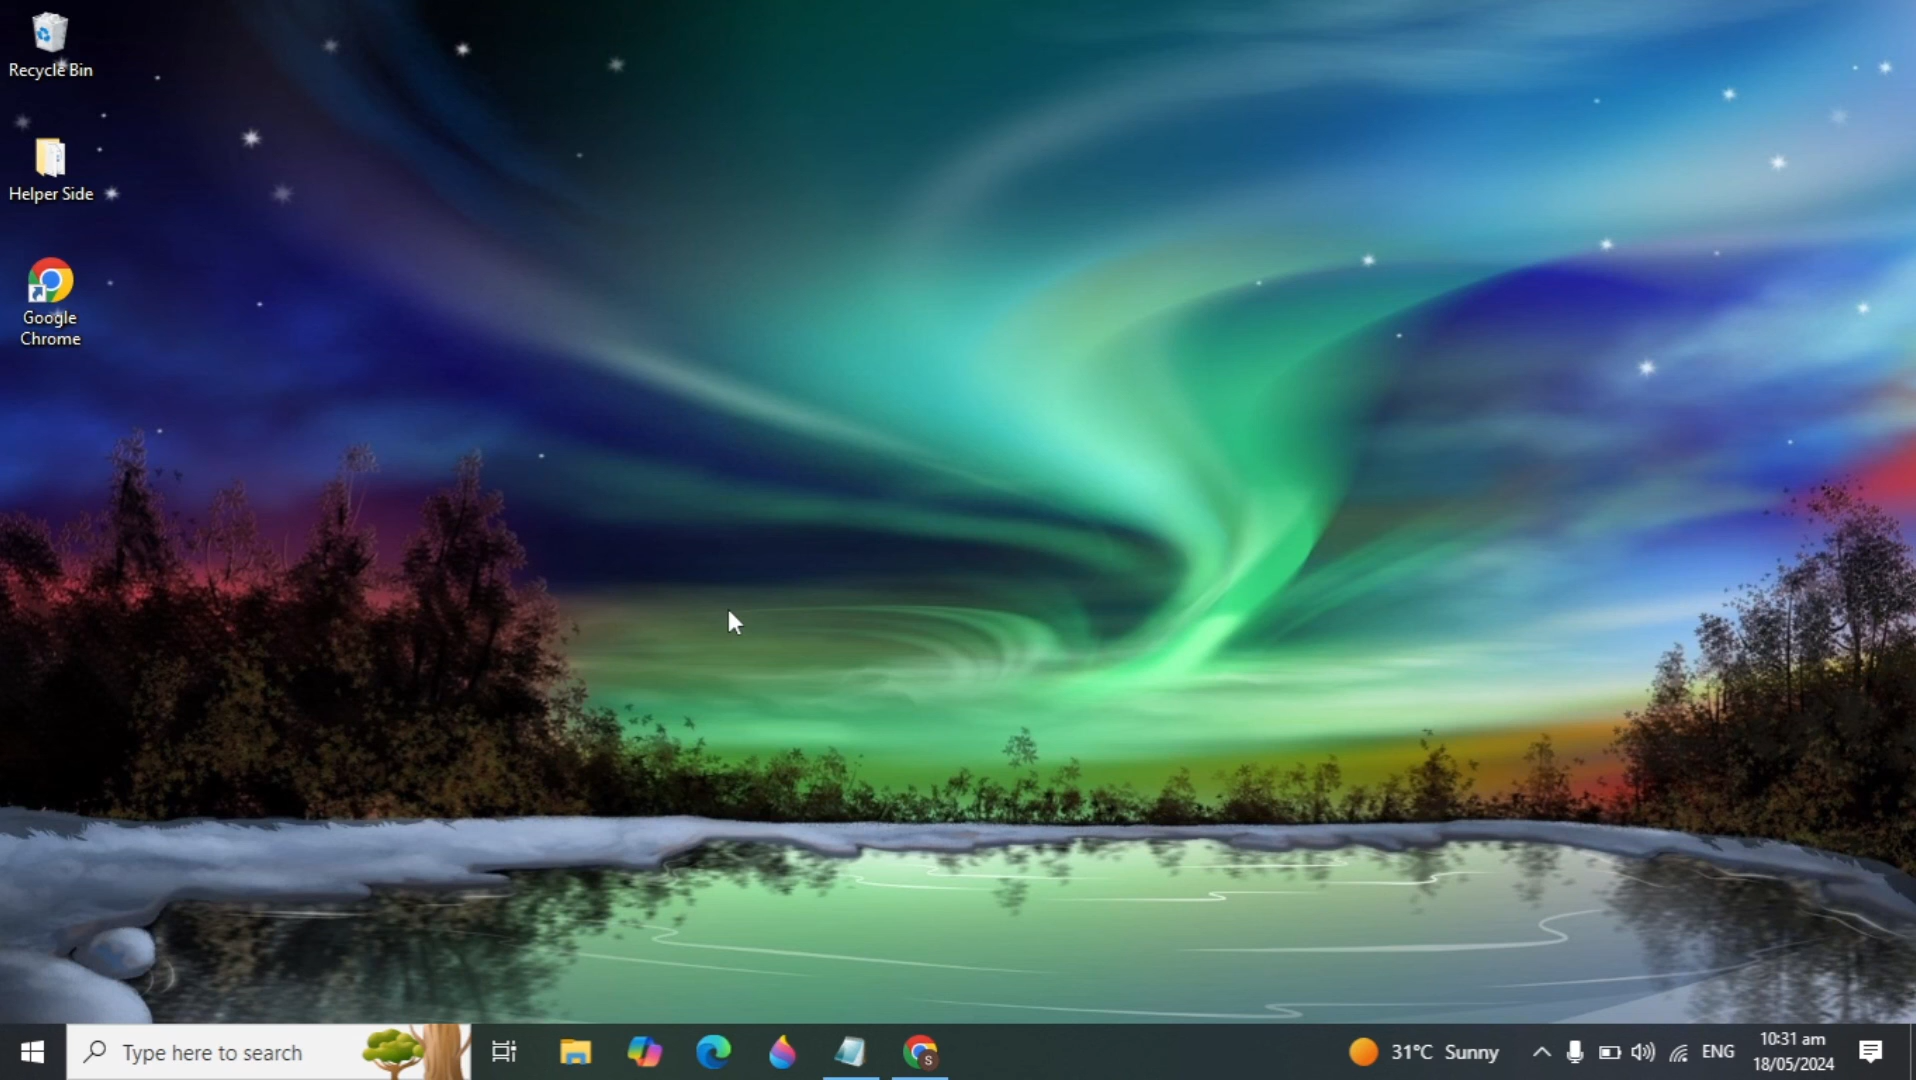 Recycle Bin
Helper Side
Google
Chrome
Type here to search
S
31°C Sunny
ENG
10:31 am
18/05/2024